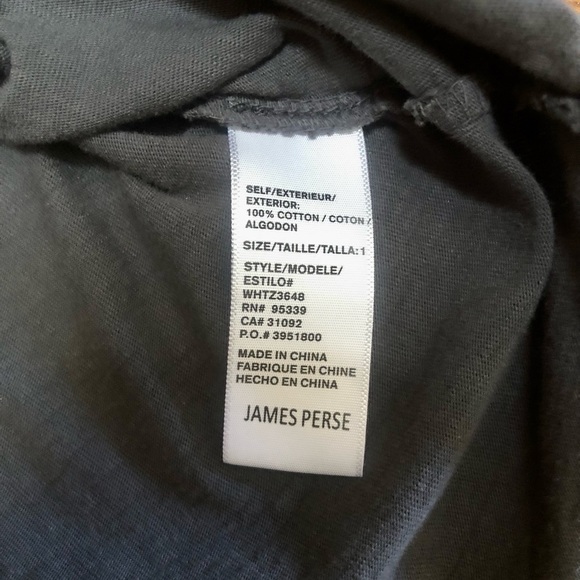 SELF/EXTERIEUR/
EXTERIOR:
100% COTTON / COTON /
ALGODON
SIZE/TAILLE/TALLA:1
STYLE/MODELE/
ESTILO#
WHTZ3648
RN# 95339
CA# 31092
P.O.# 3951800
MADE IN CHINA
FABRIQUE EN CHINE
HECHO EN CHINA
JAMES PERSE